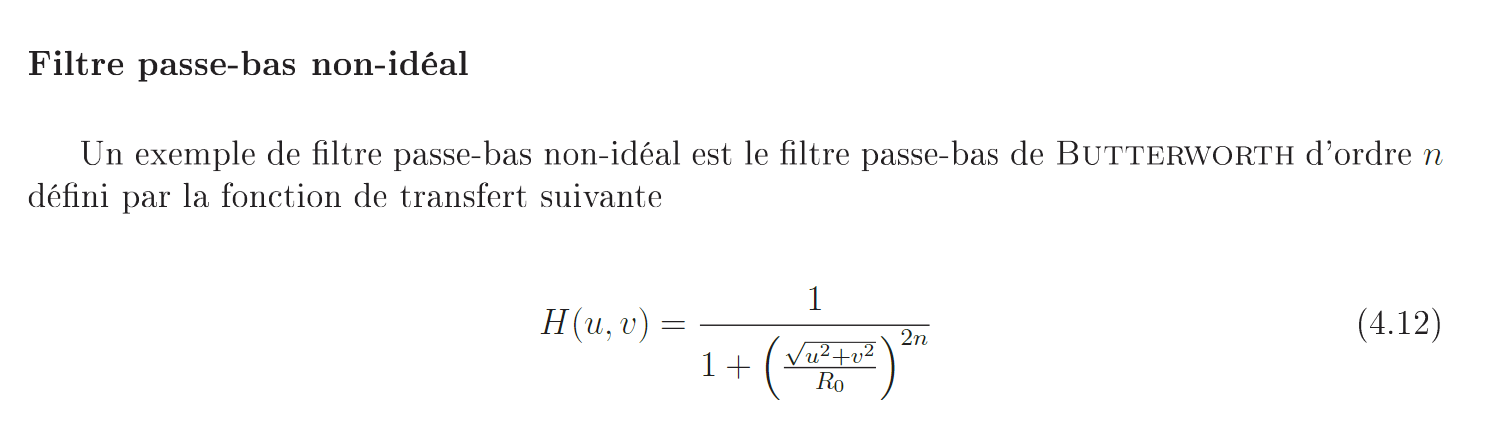 Filtre passe-bas non-idéal
Un exemple de filtre passe-bas non-idéal est le filtre passe-bas de BUTTERWORTH d'ordre n
défini par la fonction de transfert suivante
H(u, v) = \frac{1}{1 + \left(\frac{\sqrt{u^2+v^2}}{R_0}\right)^{2n}} (4.12)